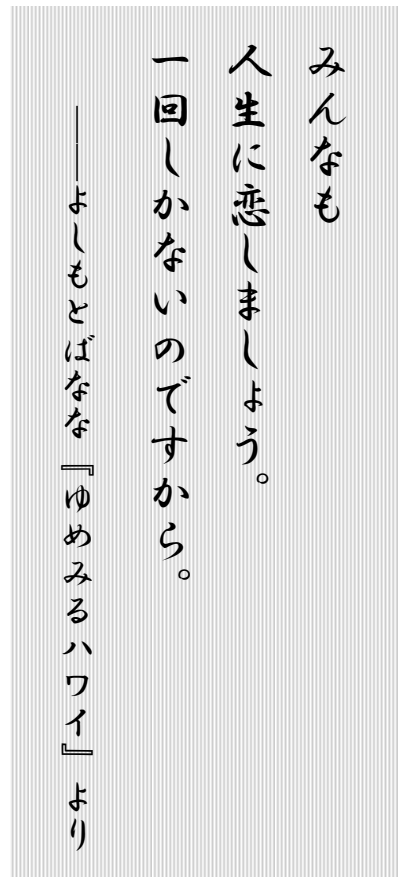 みんなも
人生に恋しましょう。
一回しかないのですから。
――よしもとばなな『ゆめみるハワイ』より